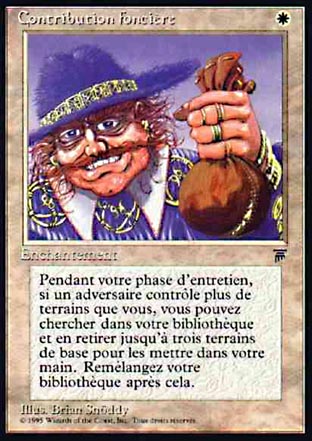 Contribution foncière
Enchantement
Pendant votre phase d'entretien,
si un adversaire contrôle plus de
terrains que vous, vous pouvez
chercher dans votre bibliothèque
et en retirer jusqu'à trois terrains
de base pour les mettre dans votre
main. Remélangez votre
bibliothèque après cela.
Illus. Brian Snõddy
© 1995 Wizards of the Coast, Inc. Tous droits réservés.